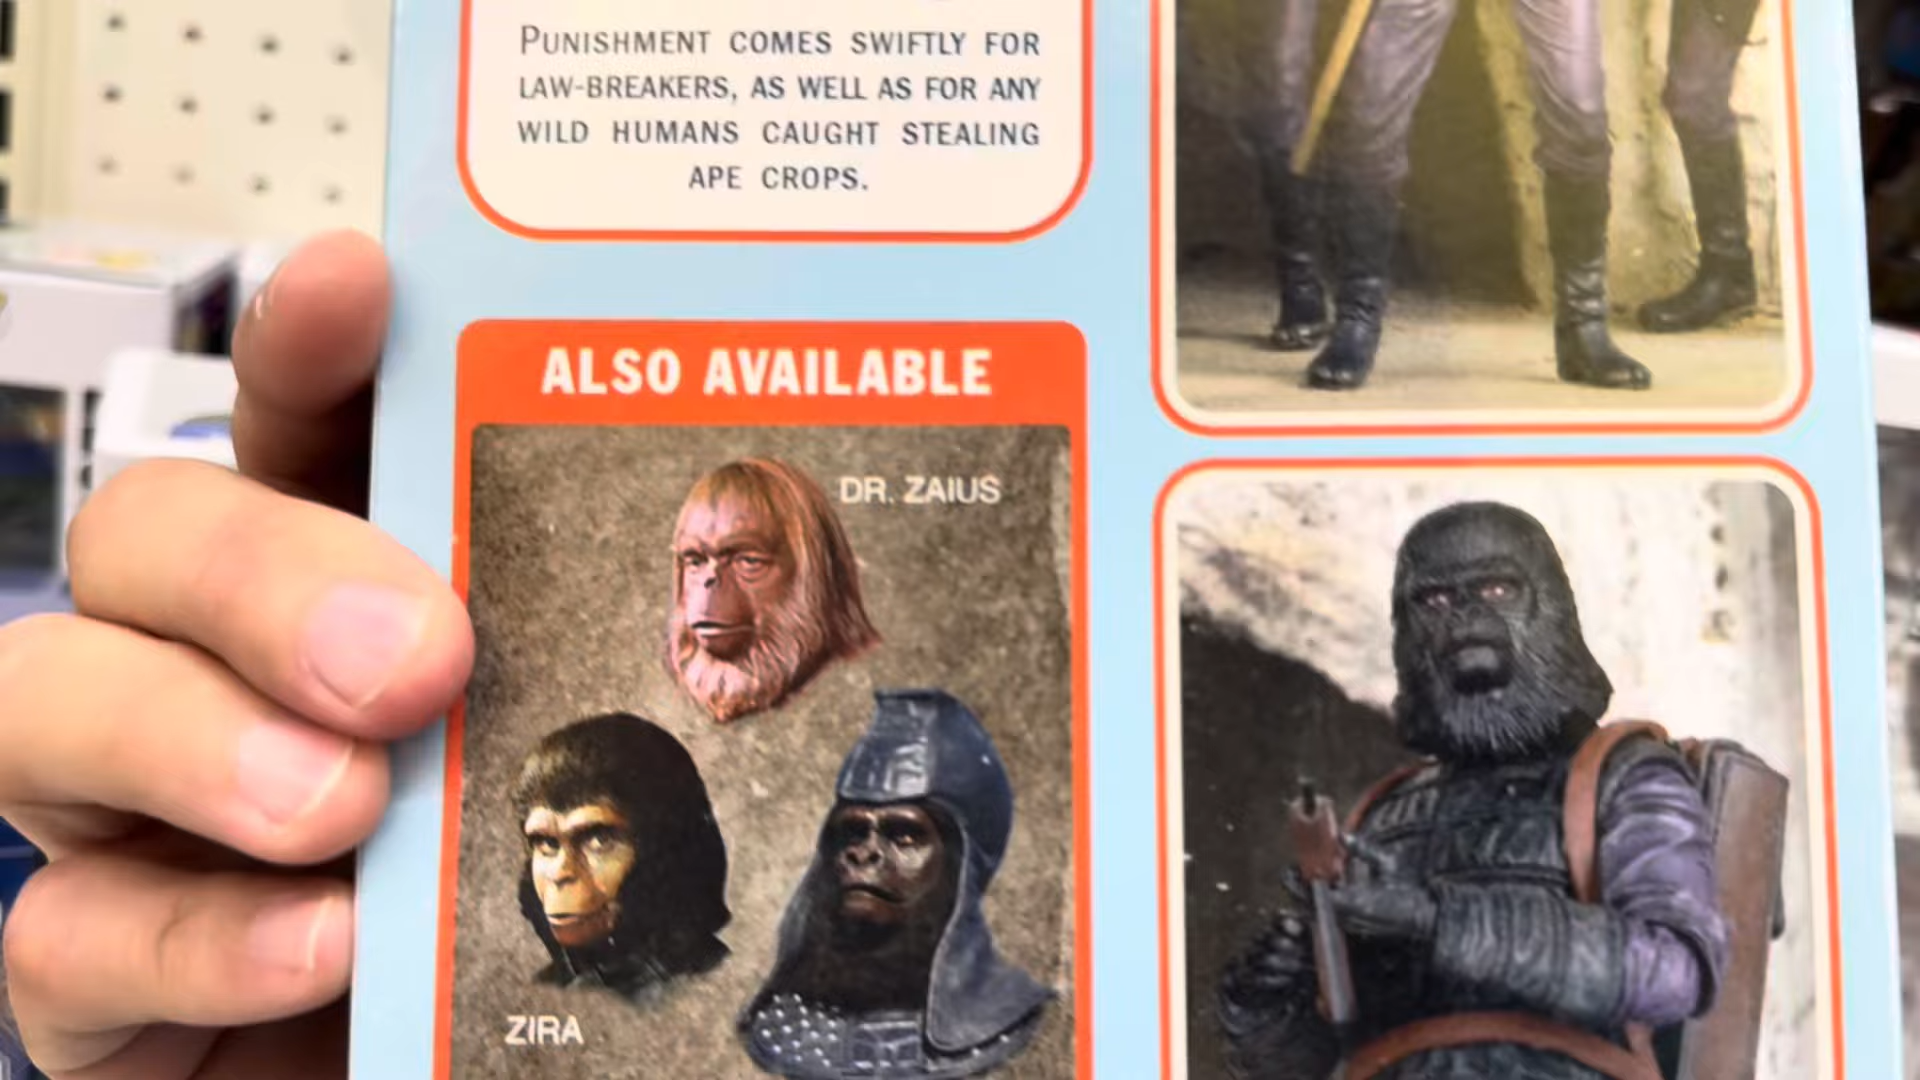 PUNISHMENT COMES SWIFTLY FOR
LAW-BREAKERS, AS WELL AS FOR ANY
WILD HUMANS CAUGHT STEALING
APE CROPS.
ALSO AVAILABLE
DR. ZAIUS
ZIRA